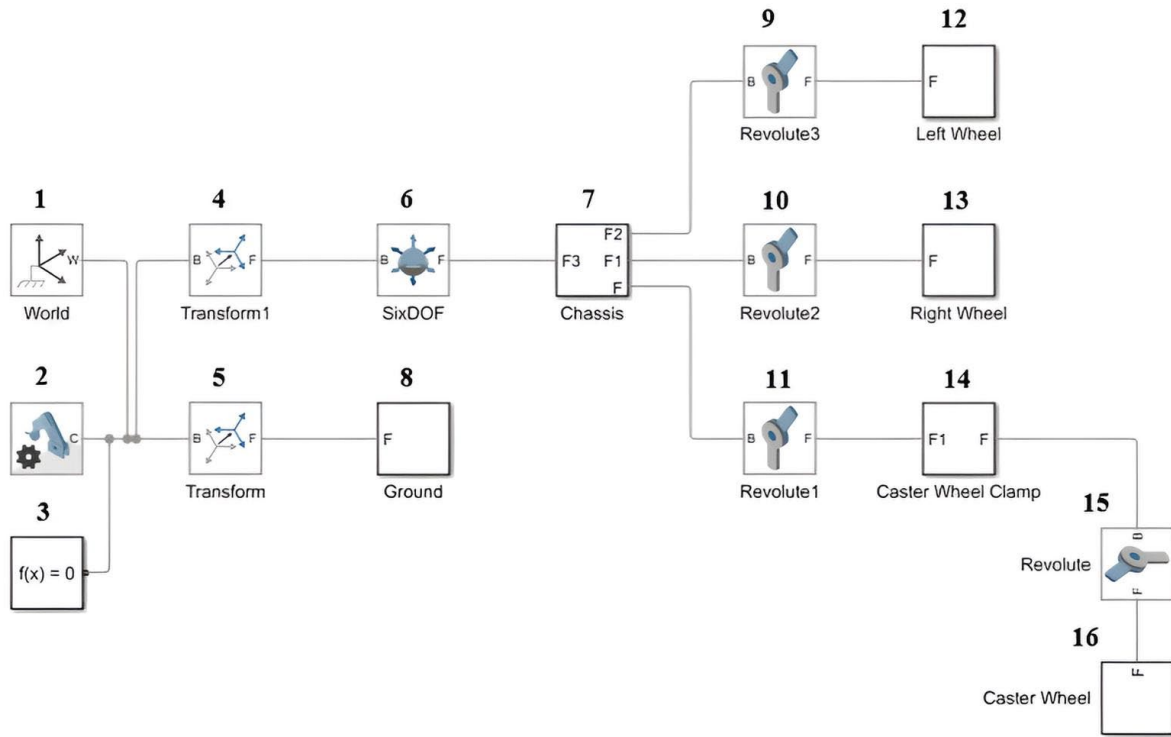 9
12
B
F
F
Revolute3
Left Wheel
1
4
6
7
10
13
W
B
F
B
F
F3
F2
F1
F
B
F
F
World
Transform1
SixDOF
Chassis
Revolute2
Right Wheel
2
5
8
11
14
C
B
F
F
B
F
F1
F
Transform
Ground
Revolute1
Caster Wheel Clamp
3
f(x) = 0
15
B
Revolute
F
16
F
Caster Wheel